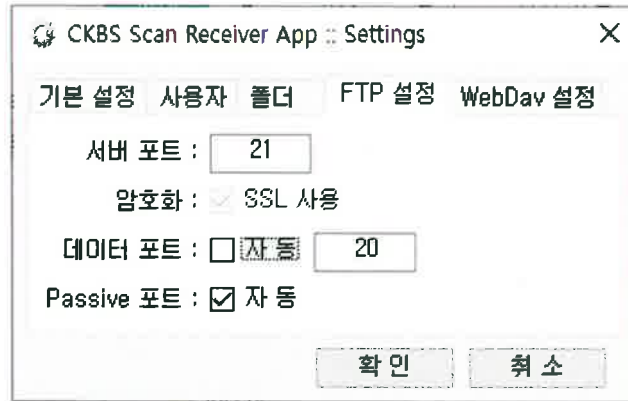 CKBS Scan Receiver App :: Settings
기본 설정 사용자 폴더 FTP 설정 WebDav 설정
서버 포트 : 21
암호화 : SSL 사용
데이터 포트 : 자동 20
Passive 포트 : 자동
확인 취소